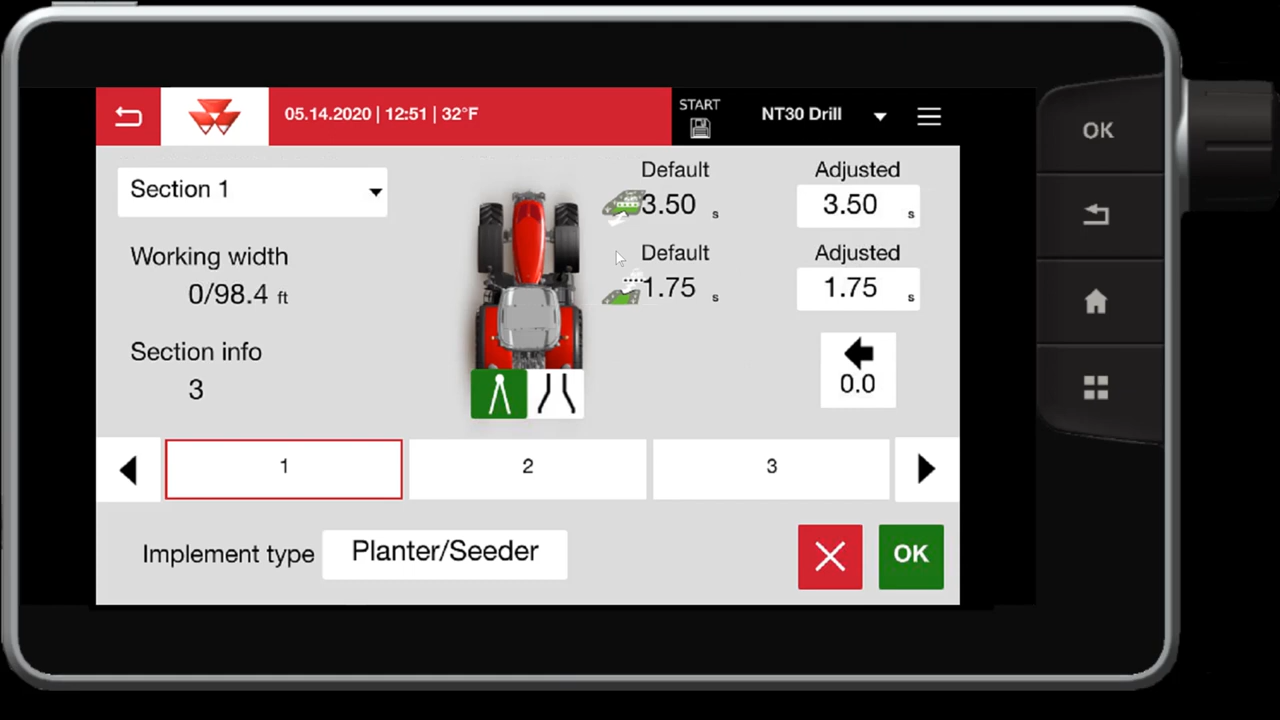 05.14.2020 | 12:51 | 32°F
START
NT30 Drill
OK
Section 1
Default
Adjusted
3.50 s
3.50 s
Working width
0/98.4 ft
Default
Adjusted
1.75 s
1.75 s
Section info
3
0.0
1
2
3
Implement type
Planter/Seeder
OK